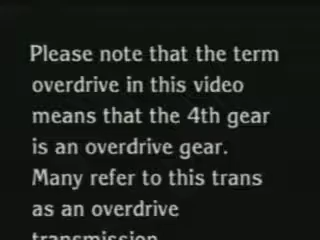 Please note that the term
overdrive in this video
means that the 4th gear
is an overdrive gear.
Many refer to this trans
as an overdrive
transmission